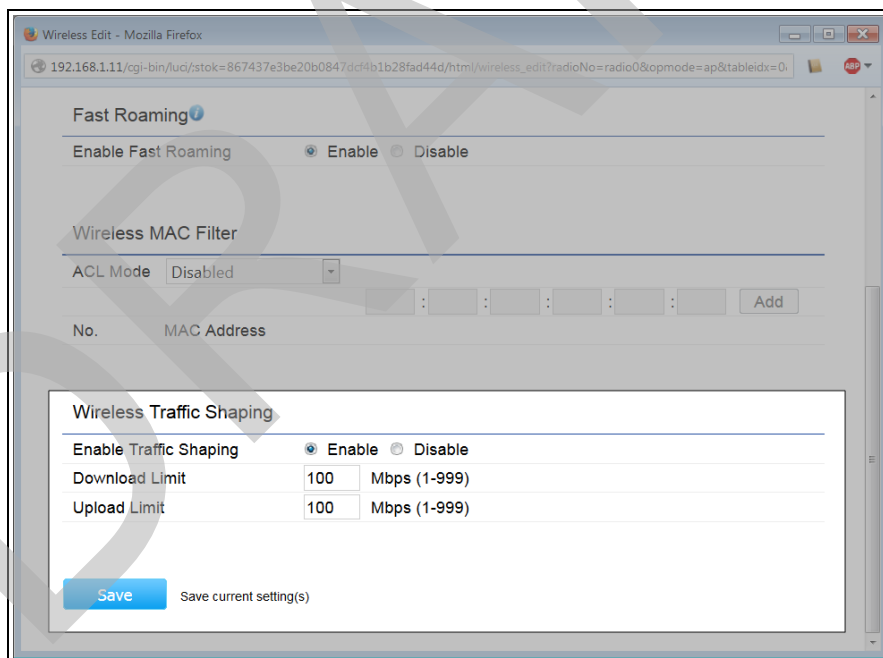 Wireless Edit - Mozilla Firefox
192.168.1.11/cgi-bin/luci/;stok=867437e3be20b0847dcf4b1b28fad44d/html/wireless_edit?radioNo=radio0&opmode=ap&tableidx=0
ABP
Fast Roaming
Enable Fast Roaming Enable Disable
Wireless MAC Filter
ACL Mode Disabled
: : : : : Add
No. MAC Address
Wireless Traffic Shaping
Enable Traffic Shaping Enable Disable
Download Limit 100 Mbps (1-999)
Upload Limit 100 Mbps (1-999)
Save Save current setting(s)
DRA